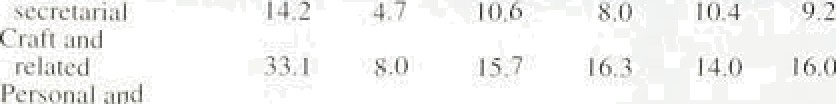 secretarial 14.2 4.7 10.6 8.0 10.4 9.2
Craft and
related 33.1 8.0 15.7 16.3 14.0 16.0
Personal and